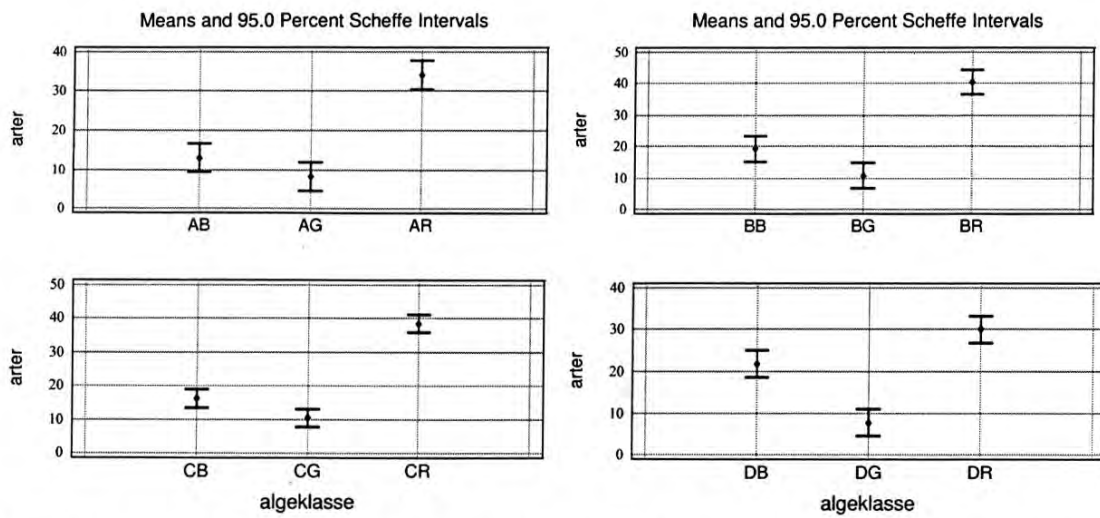 Means and 95.0 Percent Scheffe Intervals
40
30
20
10
0
arter
AB AG AR
Means and 95.0 Percent Scheffe Intervals
50
40
30
20
10
0
arter
BB BG BR
50
40
30
20
10
0
arter
CB CG CR
algeklasse
40
30
20
10
0
arter
DB DG DR
algeklasse